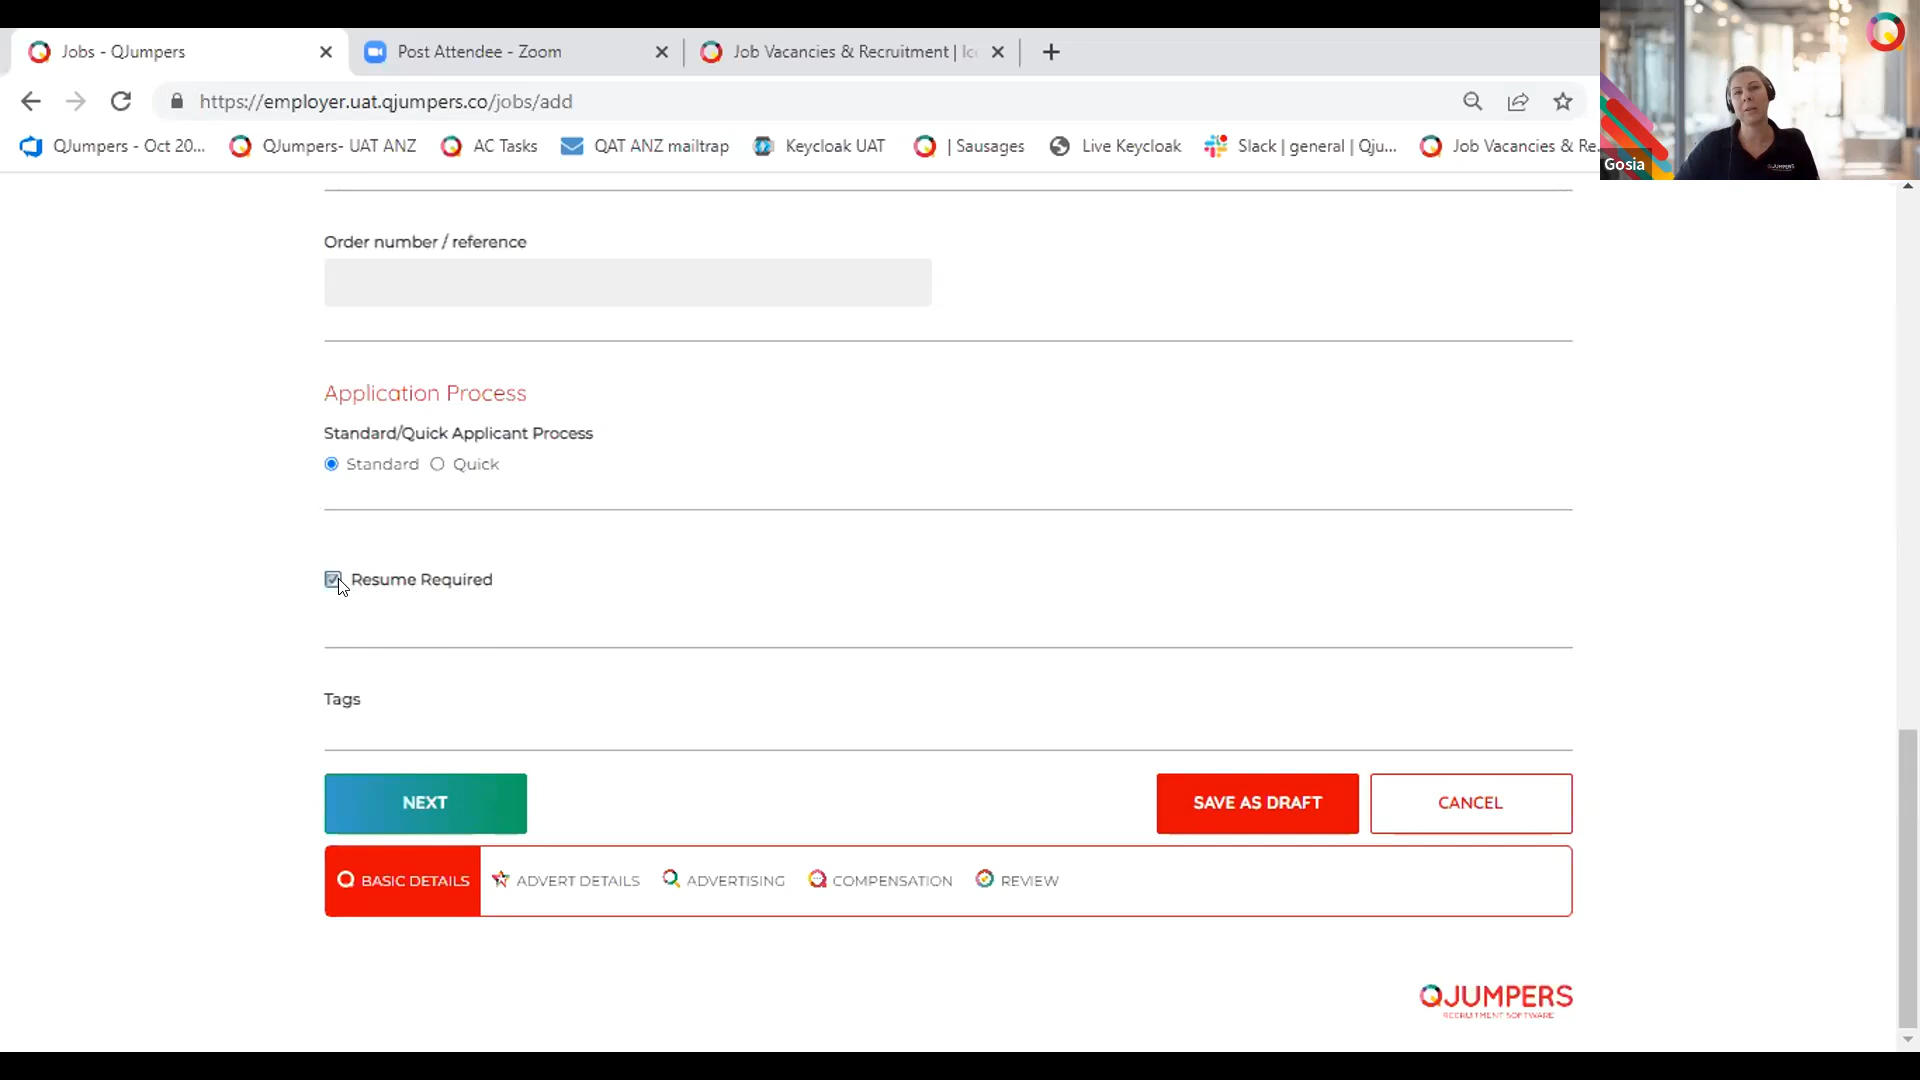 Jobs - QJumpers
Post Attendee - Zoom
Job Vacancies & Recruitment | Ic
https://employer.uat.qjumpers.co/jobs/add
QJumpers - Oct 20...
QJumpers- UAT ANZ
AC Tasks
QAT ANZ mailtrap
Keycloak UAT
| Sausages
Live Keycloak
Slack | general | Qju...
Job Vacancies & Re...
Gosia
QJUMPERS
Order number / reference
Application Process
Standard/Quick Applicant Process
Standard
Quick
Resume Required
Tags
NEXT
SAVE AS DRAFT
CANCEL
BASIC DETAILS
ADVERT DETAILS
ADVERTISING
COMPENSATION
REVIEW
QJUMPERS
RECRUITMENT SOFTWARE